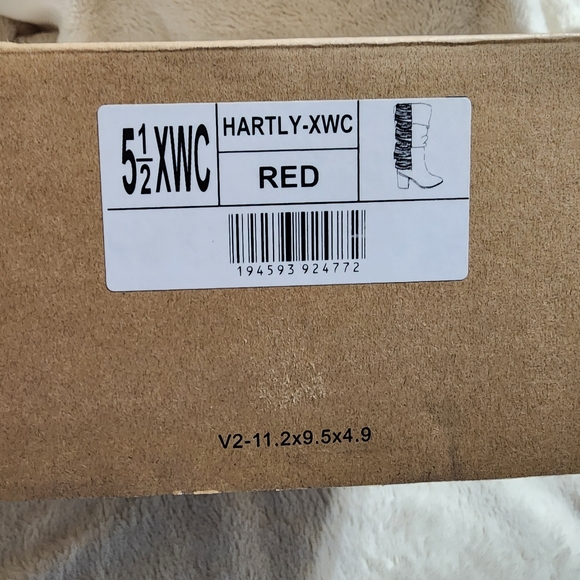 5½XWC
HARTLY-XWC
RED
194593 924772
V2-11.2x9.5x4.9